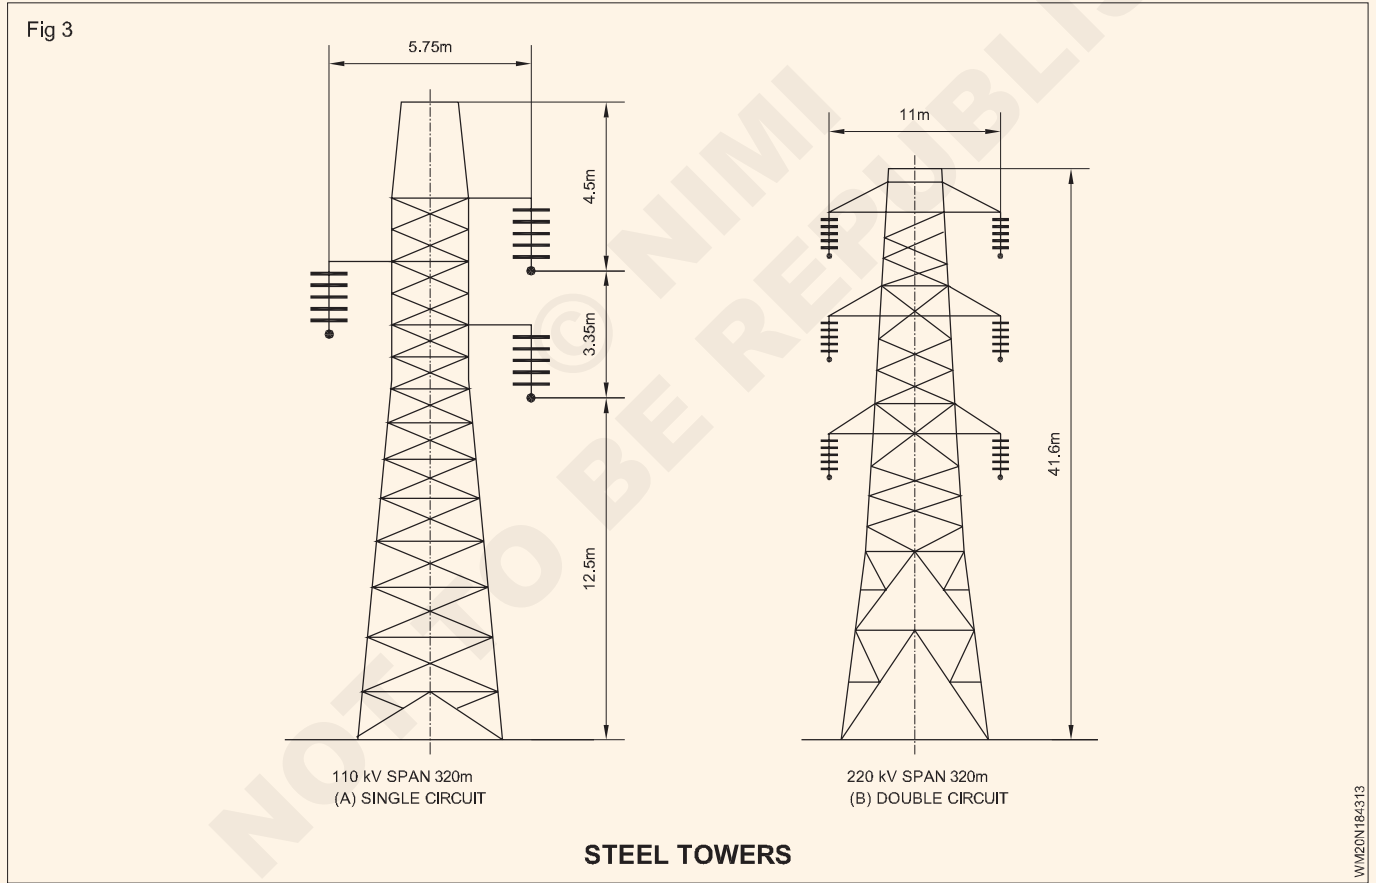 Fig 3
5.75m
4.5m
3.35m
12.5m
110 kV SPAN 320m
(A) SINGLE CIRCUIT
11m
41.6m
220 kV SPAN 320m
(B) DOUBLE CIRCUIT
STEEL TOWERS
WM20N184313
© NIMI
NOT TO BE REPUBLIS